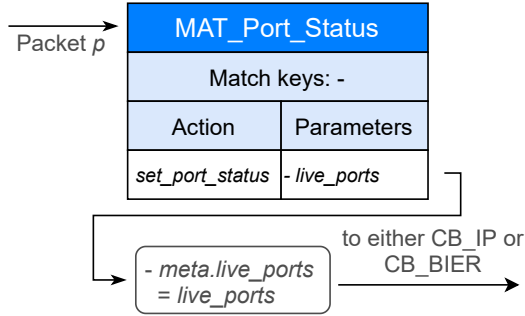 Packet p
MAT_Port_Status
Match keys: -
Action
Parameters
set_port_status
- live_ports
- meta.live_ports
= live_ports
to either CB_IP or
CB_BIER